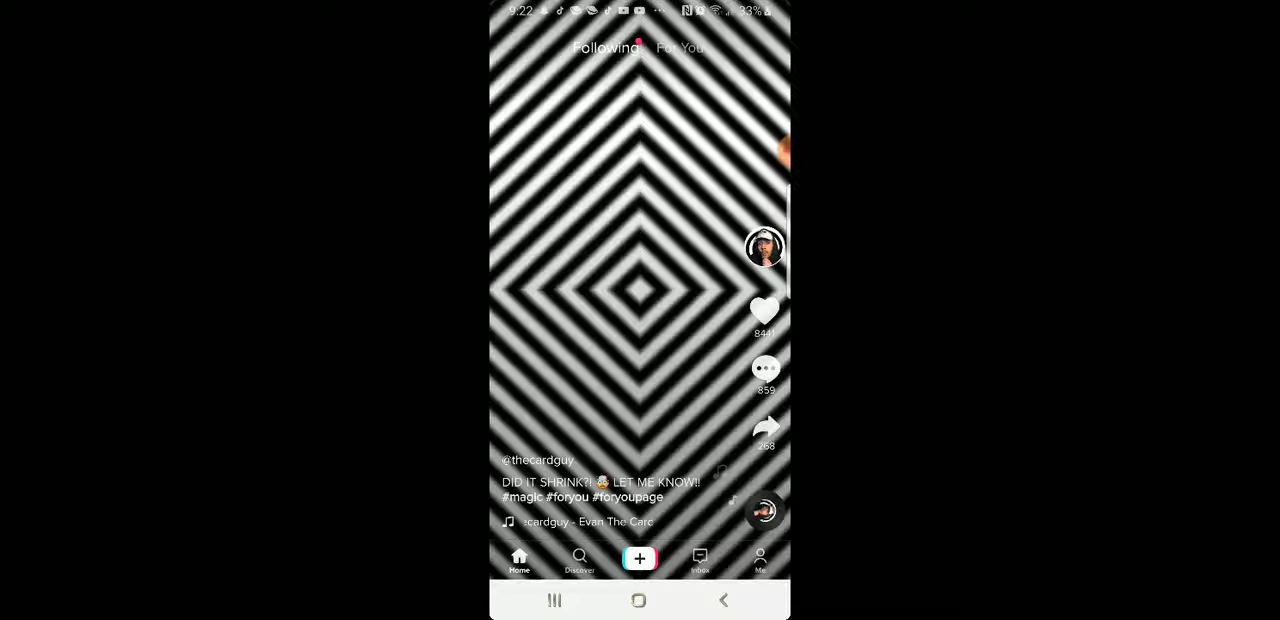 9:22
33%
Following
For You
8441
859
268
@thecardguy
DID IT SHRINK?! 🤯 LET ME KNOW!!
#magic #foryou #foryoupage
cardguy - Evan The Carc
Home
Discover
Inbox
Me